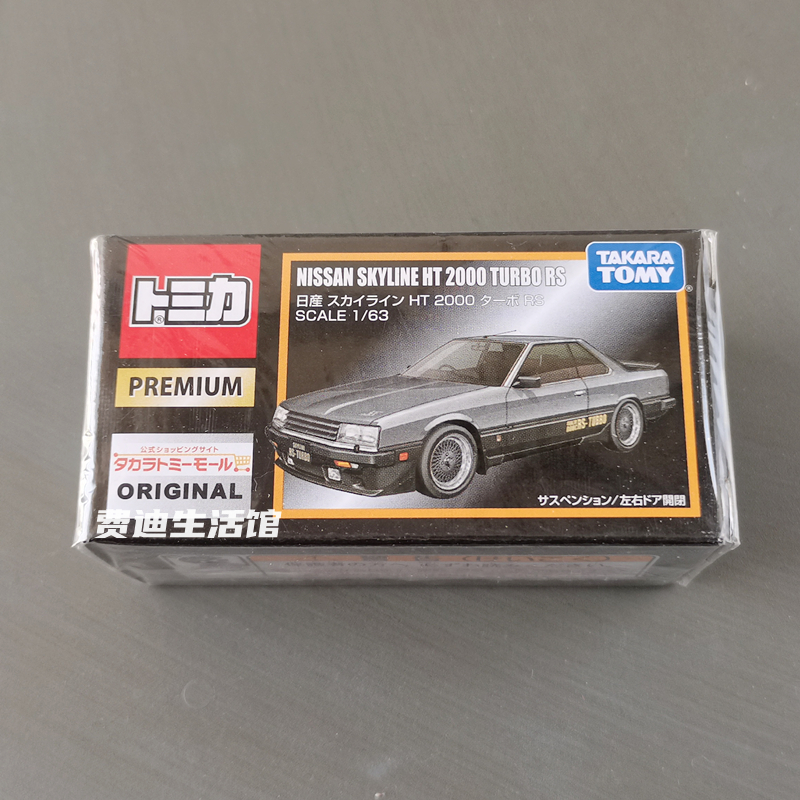 トミカ
®
PREMIUM
公式ショッピングサイト
タカラトミーモール
ORIGINAL
NISSAN SKYLINE HT 2000 TURBO RS
日産 スカイライン HT 2000 ターボ RS
SCALE 1/63
TAKARA
TOMY
®
RS-TURBO
SKYLINE
RS-TURBO
サスペンション/左右ドア開閉
费迪生活馆